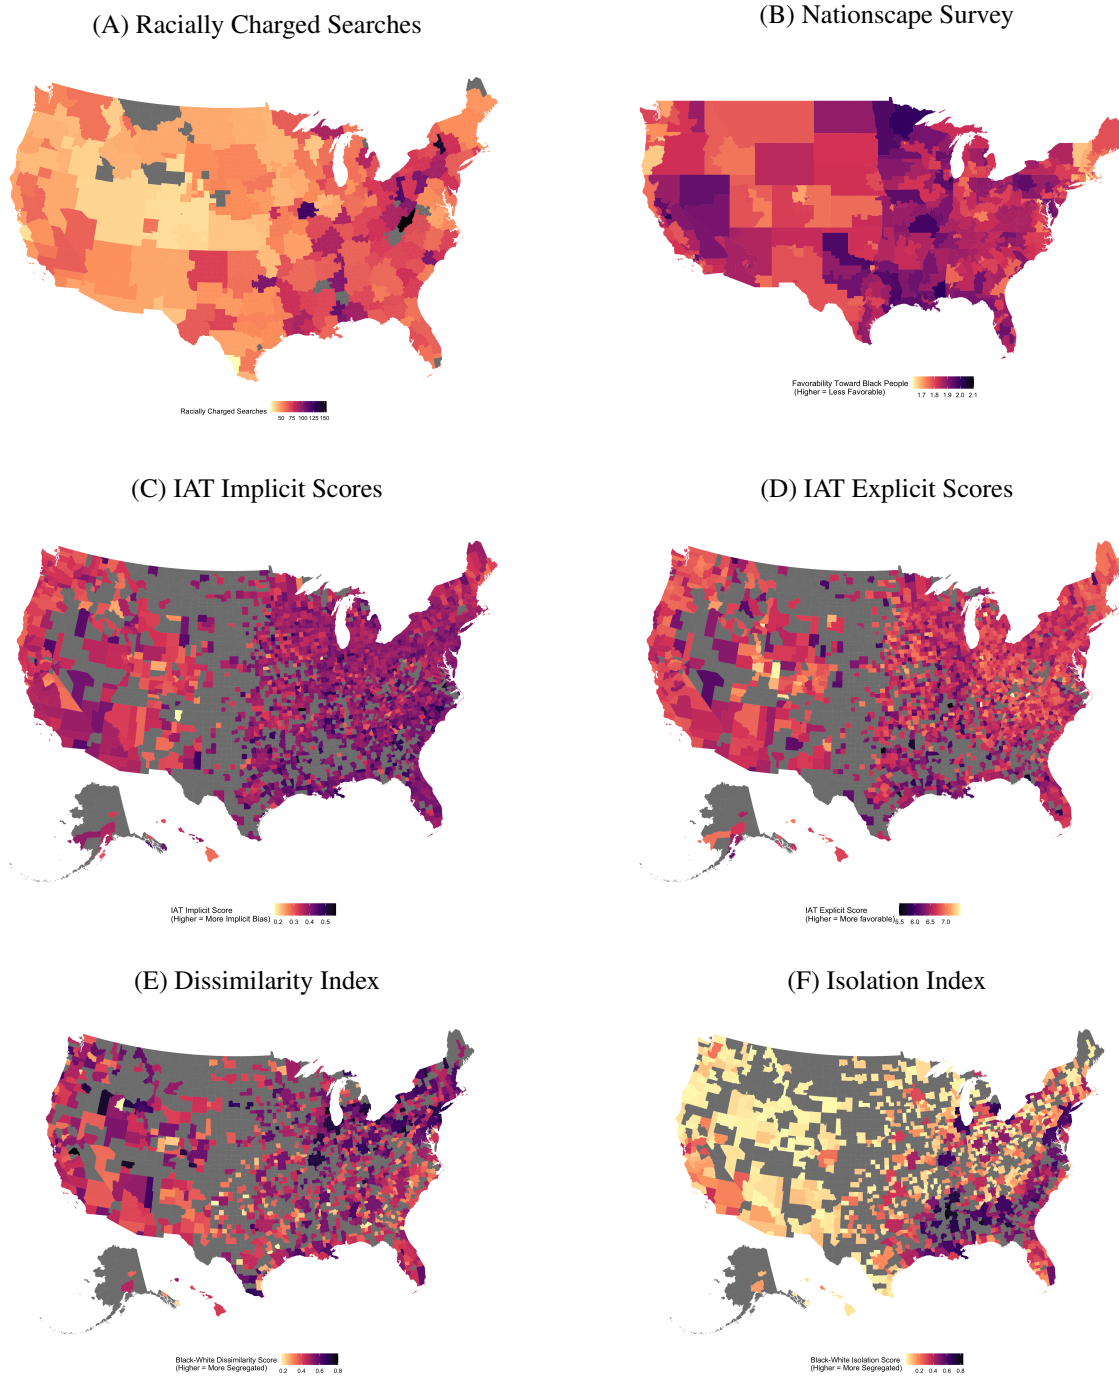 (A) Racially Charged Searches
(B) Nationscape Survey
Racially Charged Searches
50 75 100 125 150
Favorability Toward Black People
(Higher = Less Favorable)
1.7 1.8 1.9 2.0 2.1
(C) IAT Implicit Scores
(D) IAT Explicit Scores
IAT Implicit Score
(Higher = More Implicit Bias)
0.2 0.3 0.4 0.5
IAT Explicit Score
(Higher = More favorable)
5.5 6.0 6.5 7.0
(E) Dissimilarity Index
(F) Isolation Index
Black-White Dissimilarity Score
(Higher = More Segregated)
0.2 0.4 0.6 0.8
Black-White Isolation Score
(Higher = More Segregated)
0.2 0.4 0.6 0.8